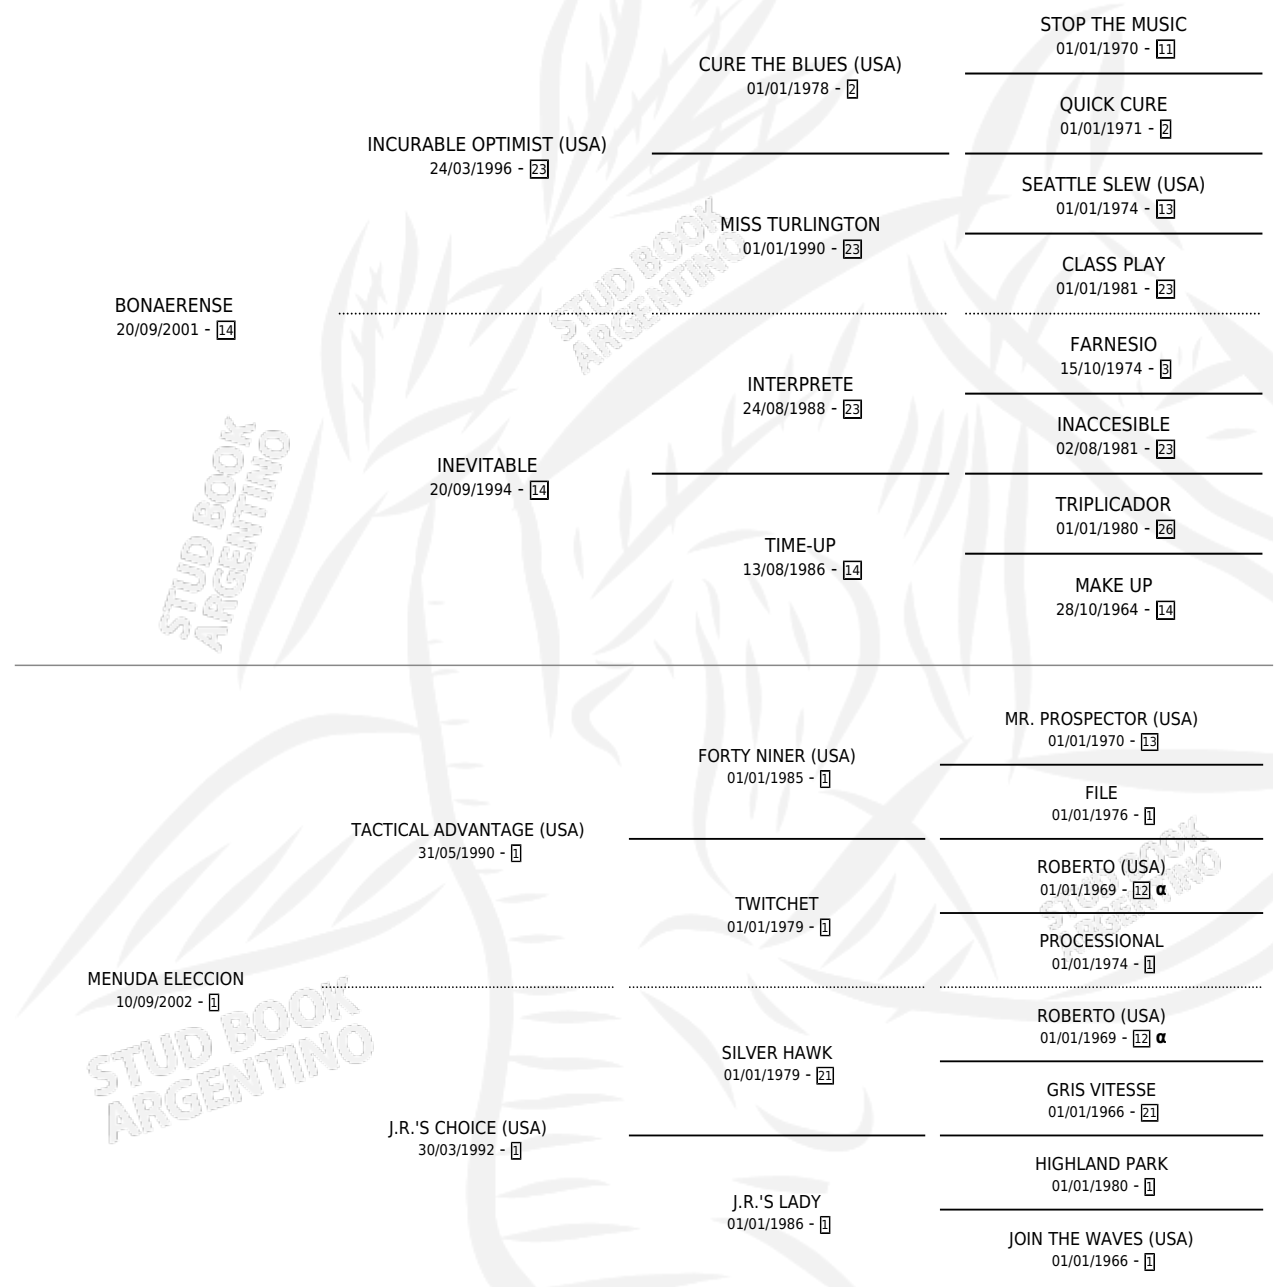 STOP THE MUSIC
01/01/1970 - 11
CURE THE BLUES (USA)
01/01/1978 - 2
QUICK CURE
01/01/1971 - 2
INCURABLE OPTIMIST (USA)
24/03/1996 - 23
SEATTLE SLEW (USA)
01/01/1974 - 13
MISS TURLINGTON
01/01/1990 - 23
CLASS PLAY
01/01/1981 - 23
STUD BOOK
ARGENTINO
BONAERENSE
20/09/2001 - 14
FARNESIO
15/10/1974 - 3
INTERPRETE
24/08/1988 - 23
INACCESIBLE
02/08/1981 - 23
INEVITABLE
20/09/1994 - 14
TRIPLICADOR
01/01/1980 - 26
TIME-UP
13/08/1986 - 14
MAKE UP
28/10/1964 - 14
STUD BOOK
ARGENTINO
MR. PROSPECTOR (USA)
01/01/1970 - 13
FORTY NINER (USA)
01/01/1985 - 1
FILE
01/01/1976 - 1
TACTICAL ADVANTAGE (USA)
31/05/1990 - 1
ROBERTO (USA)
01/01/1969 - 12 α
TWITCHET
01/01/1979 - 1
PROCESSIONAL
01/01/1974 - 1
STUD BOOK
ARGENTINO
MENUDA ELECCION
10/09/2002 - 1
ROBERTO (USA)
01/01/1969 - 12 α
SILVER HAWK
01/01/1979 - 21
GRIS VITESSE
01/01/1966 - 21
STUD BOOK
ARGENTINO
J.R.'S CHOICE (USA)
30/03/1992 - 1
HIGHLAND PARK
01/01/1980 - 1
J.R.'S LADY
01/01/1986 - 1
JOIN THE WAVES (USA)
01/01/1966 - 1